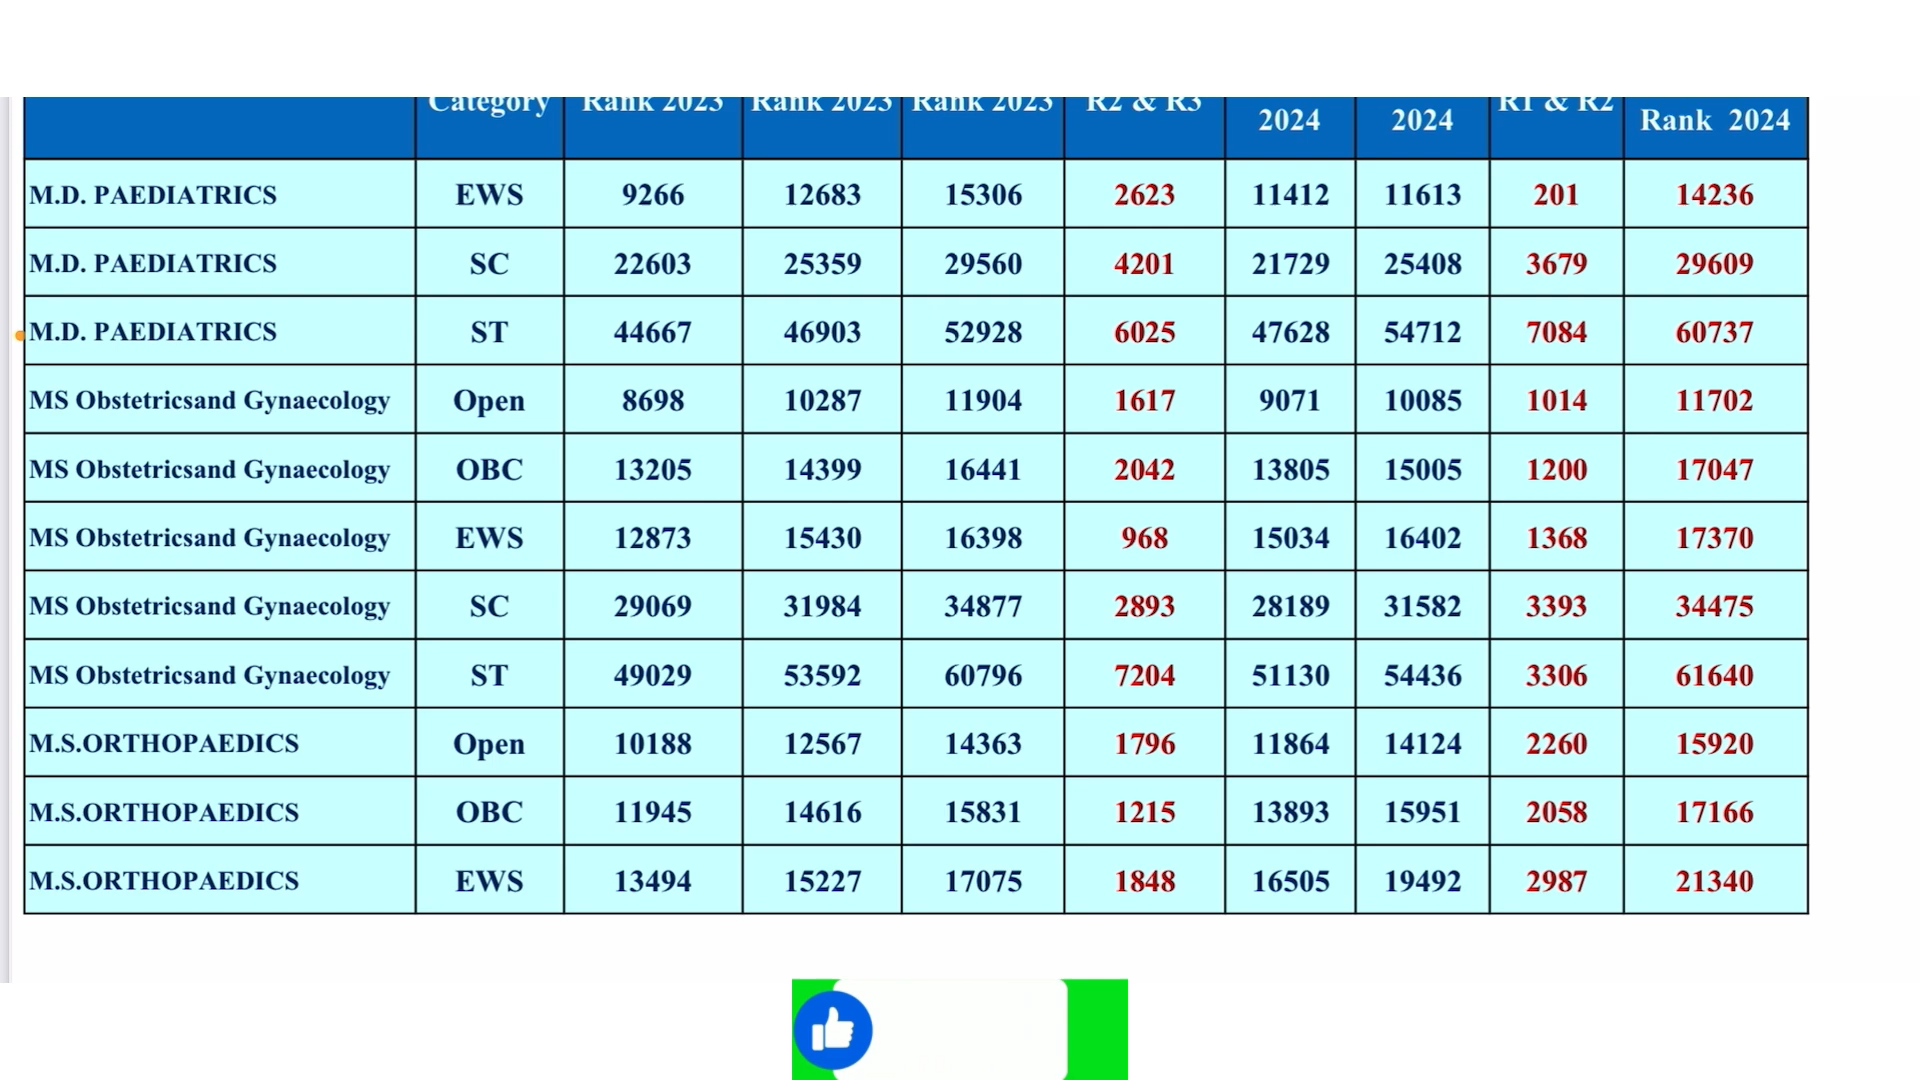 Category Rank 2023 Rank 2023 Rank 2023 R2 & R3 2024 2024 R1 & R2 Rank 2024
M.D. PAEDIATRICS EWS 9266 12683 15306 2623 11412 11613 201 14236
M.D. PAEDIATRICS SC 22603 25359 29560 4201 21729 25408 3679 29609
M.D. PAEDIATRICS ST 44667 46903 52928 6025 47628 54712 7084 60737
MS Obstetricsand Gynaecology Open 8698 10287 11904 1617 9071 10085 1014 11702
MS Obstetricsand Gynaecology OBC 13205 14399 16441 2042 13805 15005 1200 17047
MS Obstetricsand Gynaecology EWS 12873 15430 16398 968 15034 16402 1368 17370
MS Obstetricsand Gynaecology SC 29069 31984 34877 2893 28189 31582 3393 34475
MS Obstetricsand Gynaecology ST 49029 53592 60796 7204 51130 54436 3306 61640
M.S.ORTHOPAEDICS Open 10188 12567 14363 1796 11864 14124 2260 15920
M.S.ORTHOPAEDICS OBC 11945 14616 15831 1215 13893 15951 2058 17166
M.S.ORTHOPAEDICS EWS 13494 15227 17075 1848 16505 19492 2987 21340